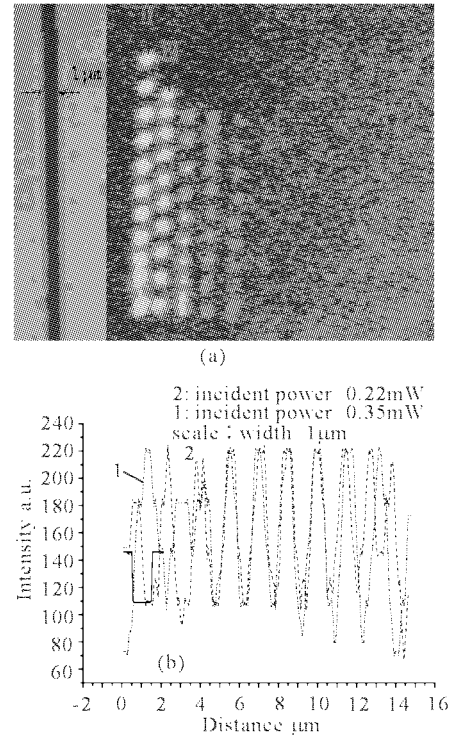 1μm
(a)
2: incident power 0.22mW
1: incident power 0.35mW
scale : width 1μm
240
220
200
180
160
140
120
100
80
60
Intensity a.u.
1
2
(b)
-2 0 2 4 6 8 10 12 14 16
Distance μm